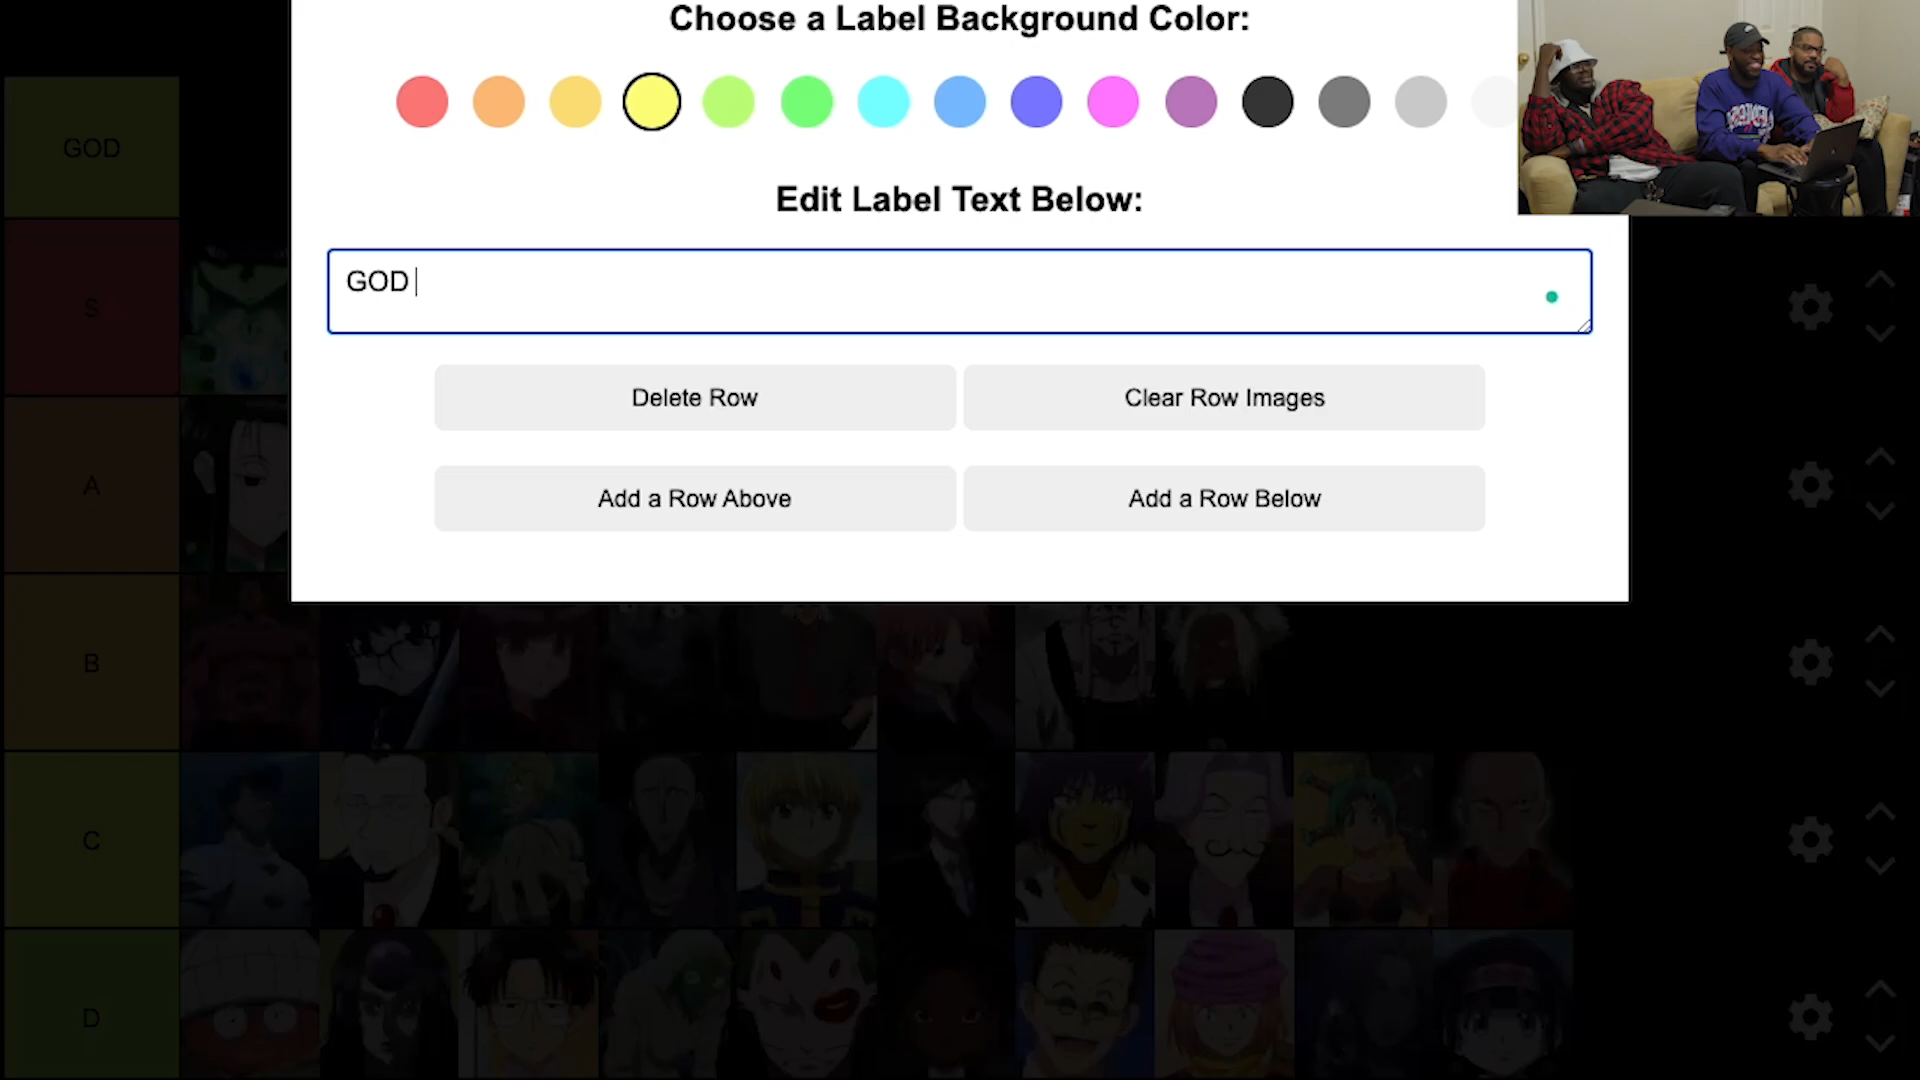 Choose a Label Background Color:
Edit Label Text Below:
GOD
Delete Row
Clear Row Images
Add a Row Above
Add a Row Below
GOD
S
A
B
C
D